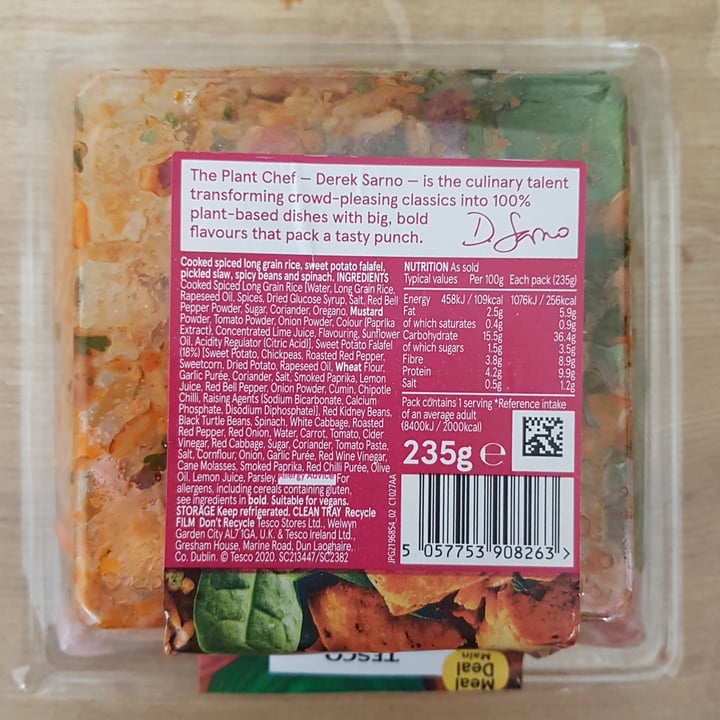 The Plant Chef – Derek Sarno – is the culinary talent
transforming crowd-pleasing classics into 100%
plant-based dishes with big, bold
flavours that pack a tasty punch.
D. Sarno
Cooked spiced long grain rice, sweet potato falafel,
pickled slaw, spicy beans and spinach. INGREDIENTS
Cooked Spiced Long Grain Rice [Water, Long Grain Rice,
Rapeseed Oil, Spices, Dried Glucose Syrup, Salt, Red Bell
Pepper Powder, Sugar, Coriander, Oregano, Mustard
Powder, Tomato Powder, Onion Powder, Colour (Paprika
Extract), Concentrated Lime Juice, Flavouring, Sunflower
Oil, Acidity Regulator (Citric Acid)], Sweet Potato Falafel
(18%) [Sweet Potato, Chickpeas, Roasted Red Pepper,
Sweetcorn, Dried Potato, Rapeseed Oil, Wheat Flour,
Garlic Purée, Coriander, Salt, Smoked Paprika, Lemon
Juice, Red Bell Pepper, Onion Powder, Cumin, Chipotle
Chilli, Raising Agents (Sodium Bicarbonate, Calcium
Phosphate, Disodium Diphosphate)], Red Kidney Beans,
Black Turtle Beans, Spinach, White Cabbage, Roasted
Red Pepper, Red Onion, Water, Carrot, Tomato, Cider
Vinegar, Red Cabbage, Sugar, Coriander, Tomato Paste,
Salt, Cornflour, Onion, Garlic Purée, Red Wine Vinegar,
Cane Molasses, Smoked Paprika, Red Chilli Purée, Olive
Oil, Lemon Juice, Parsley. Allergy Advice For
allergens, including cereals containing gluten,
see ingredients in bold. Suitable for vegans.
STORAGE Keep refrigerated. CLEAN TRAY Recycle
FILM Don't Recycle Tesco Stores Ltd., Welwyn
Garden City AL7 1GA, U.K. & Tesco Ireland Ltd.,
Gresham House, Marine Road, Dun Laoghaire,
Co. Dublin. © Tesco 2020. SC213447/SC2382
NUTRITION As sold
Typical values Per 100g Each pack (235g)
Energy 458kJ / 109kcal 1076kJ / 256kcal
Fat 2.5g 5.9g
of which saturates 0.4g 0.9g
Carbohydrate 15.5g 36.4g
of which sugars 1.5g 3.5g
Fibre 3.8g 8.9g
Protein 4.2g 9.9g
Salt 0.5g 1.2g
Pack contains 1 serving *Reference intake
of an average adult
(8400kJ / 2000kcal)
235g e
JPG2196854_02 C1027AA
5 057753 908263 >
TESCO
Meal
Deal
Main